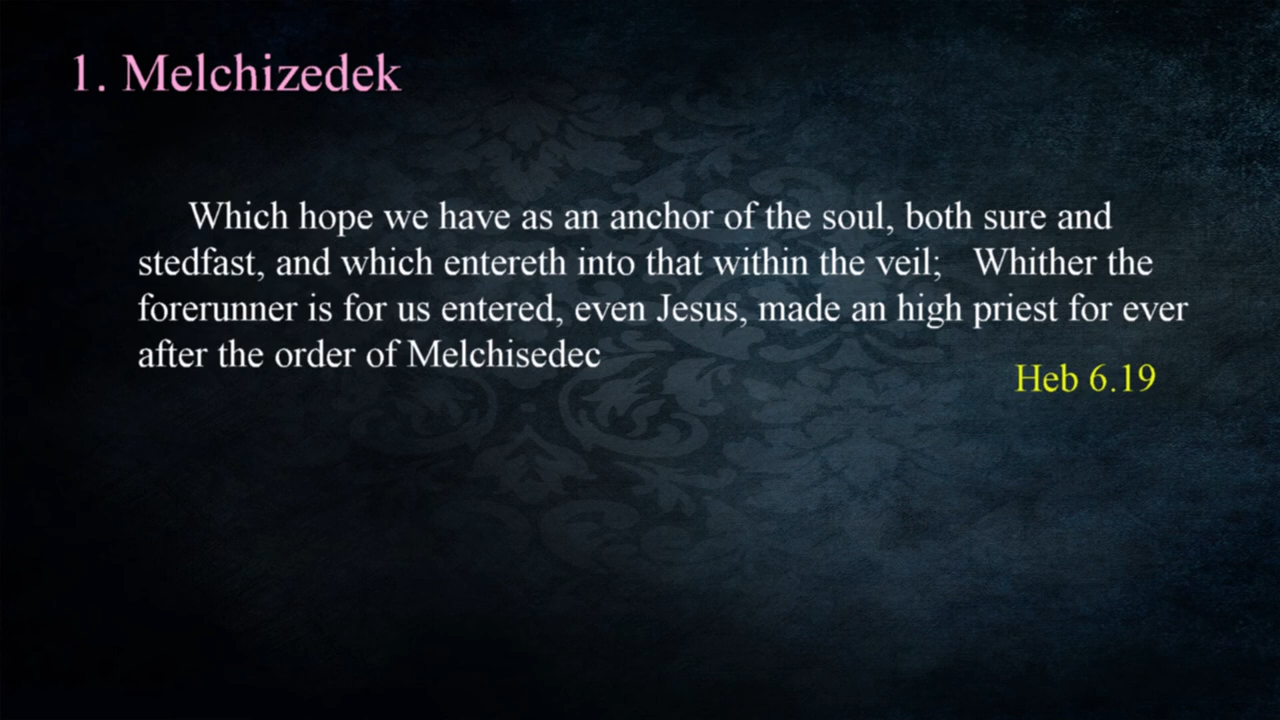 1. Melchizedek
Which hope we have as an anchor of the soul, both sure and
stedfast, and which entereth into that within the veil; Whither the
forerunner is for us entered, even Jesus, made an high priest for ever
after the order of Melchisedec
Heb 6.19